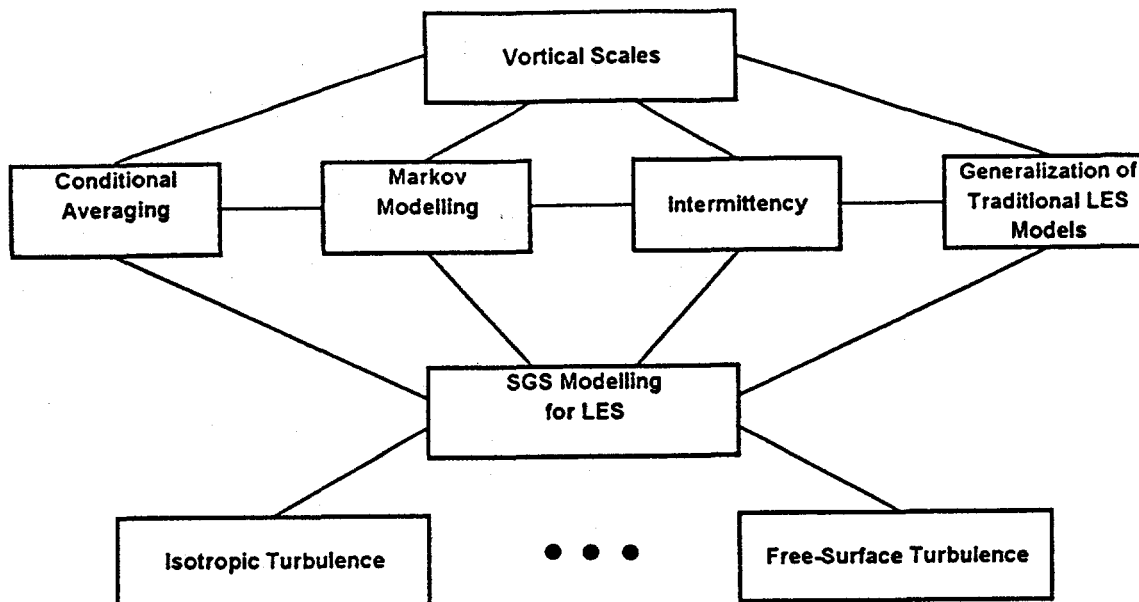 Vortical Scales
Conditional
Averaging
Markov
Modelling
Intermittency
Generalization of
Traditional LES
Models
SGS Modelling
for LES
Isotropic Turbulence
Free-Surface Turbulence